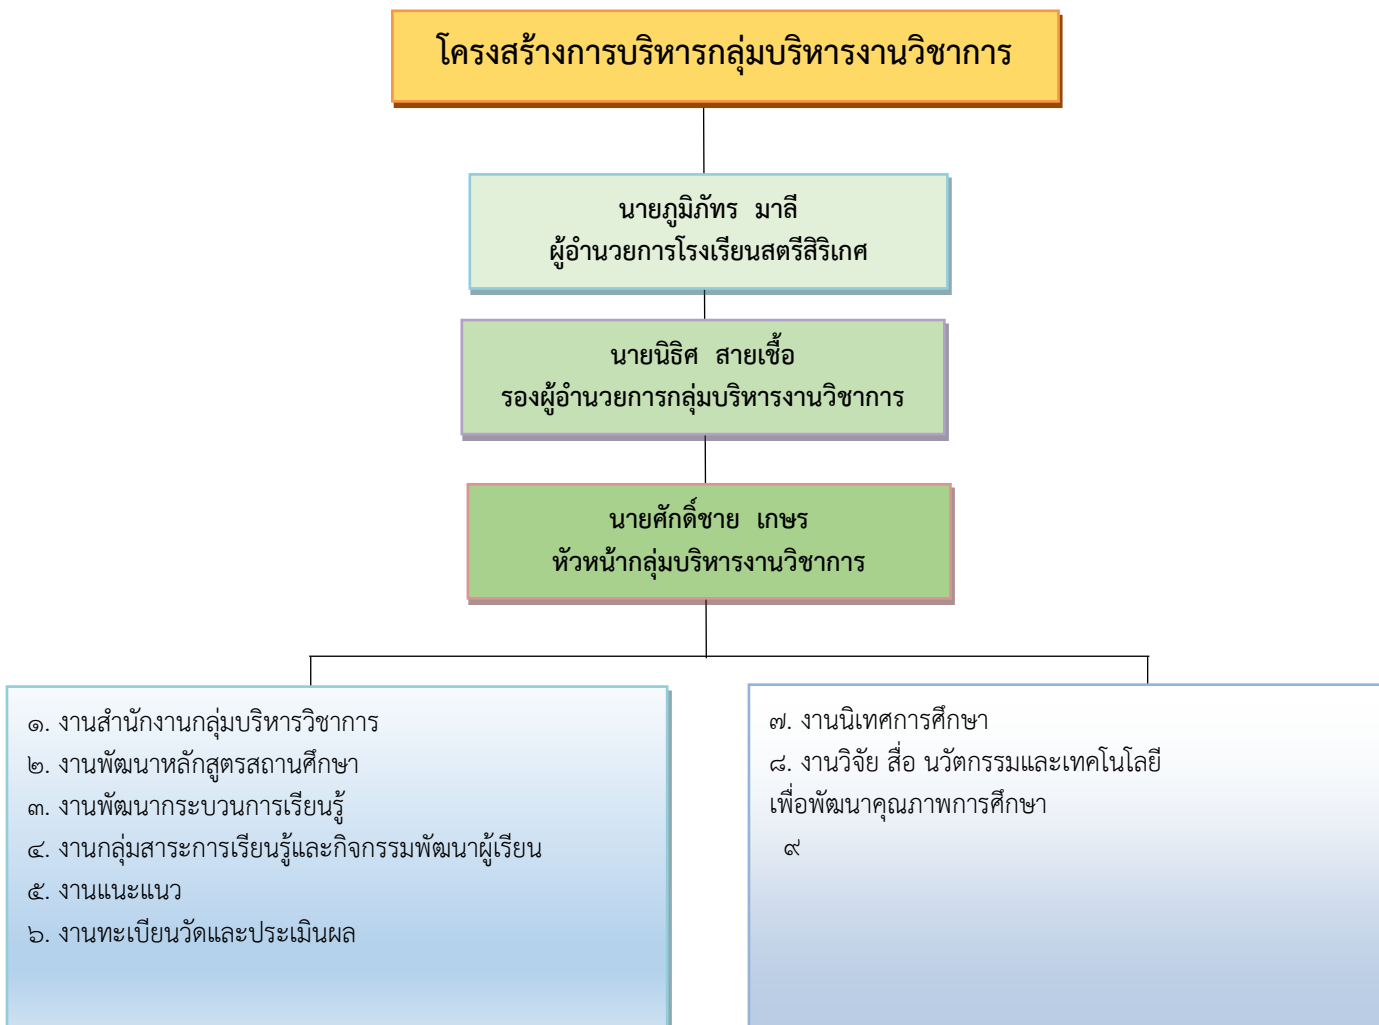 โครงสร้างการบริหารกลุ่มบริหารงานวิชาการ
นายภูมิภัทร มาลี
ผู้อำนวยการโรงเรียนสตรีสิริเกศ
นายนิธิศ สายเชื้อ
รองผู้อำนวยการกลุ่มบริหารงานวิชาการ
นายศักดิ์ชาย เกษร
หัวหน้ากลุ่มบริหารงานวิชาการ
๑. งานสำนักงานกลุ่มบริหารวิชาการ
๒. งานพัฒนาหลักสูตรสถานศึกษา
๓. งานพัฒนากระบวนการเรียนรู้
๔. งานกลุ่มสาระการเรียนรู้และกิจกรรมพัฒนาผู้เรียน
๕. งานแนะแนว
๖. งานทะเบียนวัดและประเมินผล
๗. งานนิเทศการศึกษา
๘. งานวิจัย สื่อ นวัตกรรมและเทคโนโลยี
เพื่อพัฒนาคุณภาพการศึกษา
๙